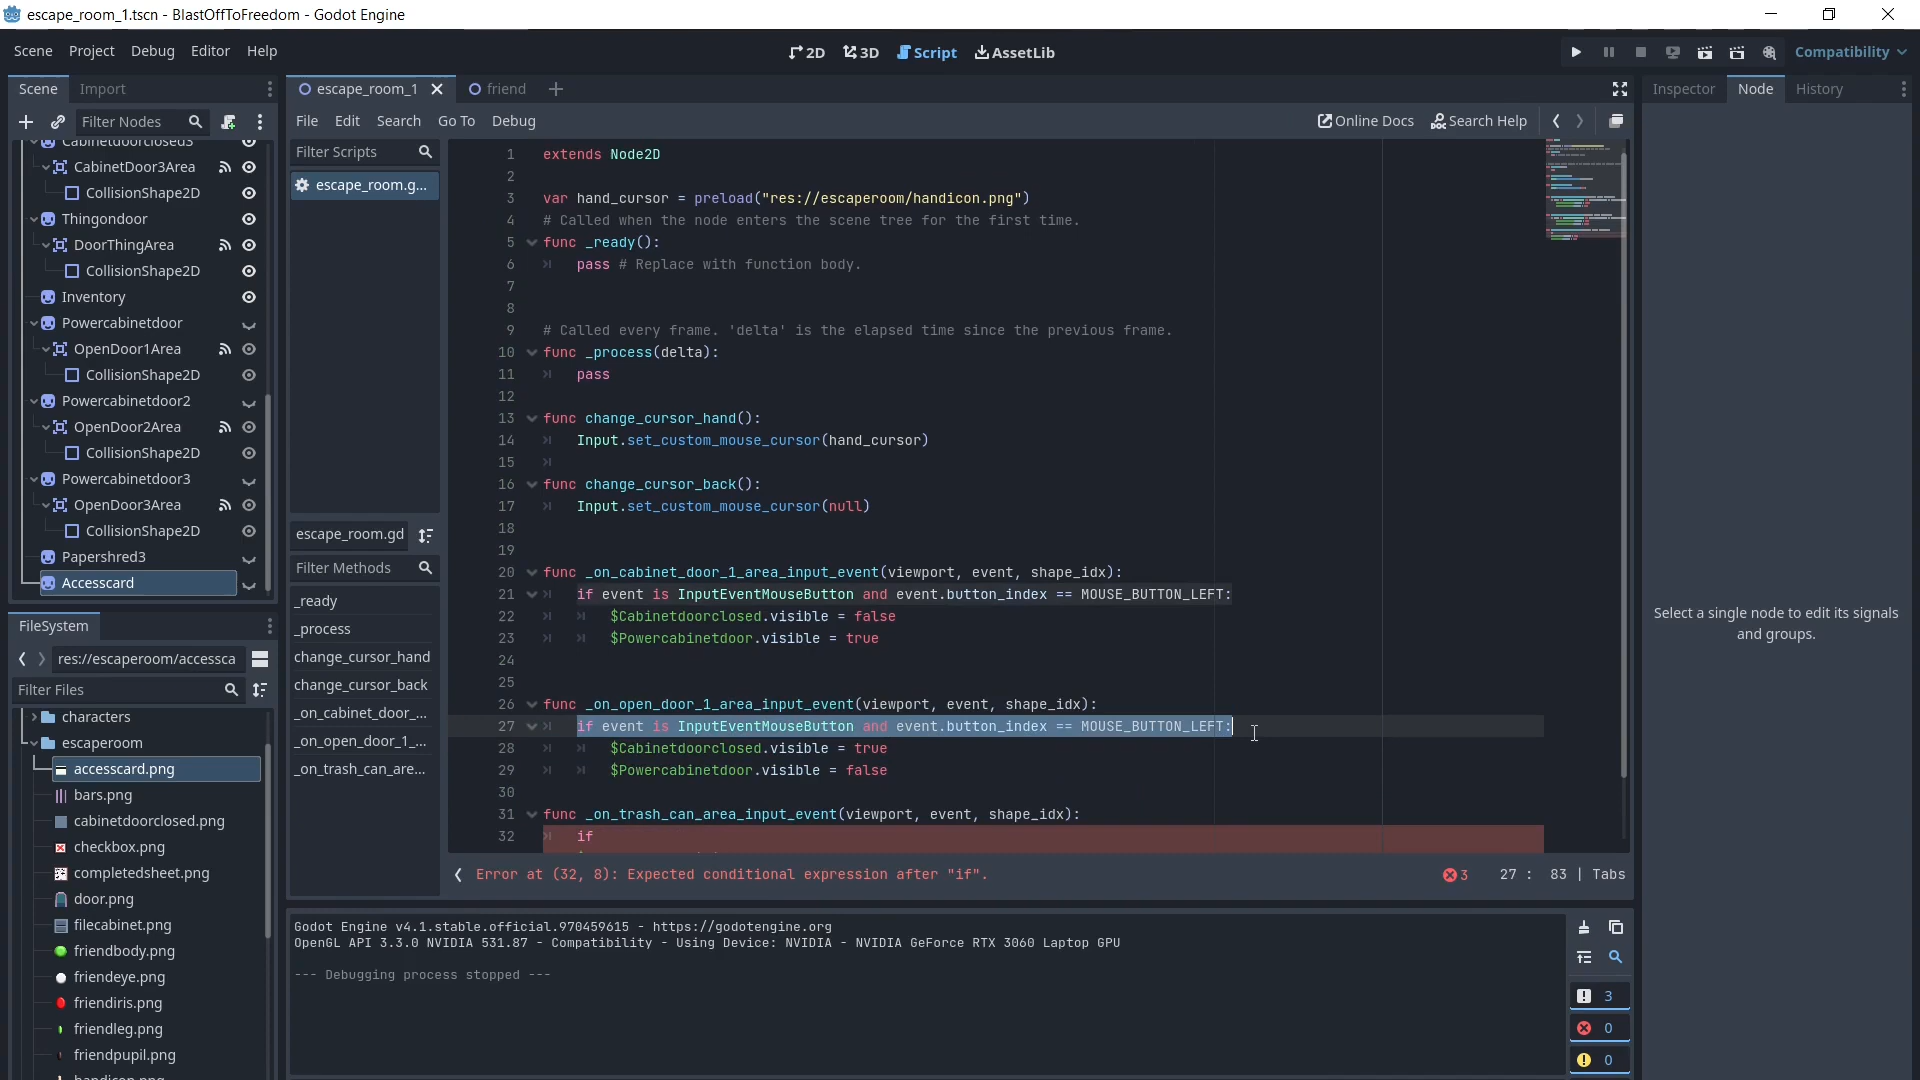 escape_room_1.tscn - BlastOffToFreedom - Godot Engine
Scene Project Debug Editor Help
2D 3D Script AssetLib
Compatibility
Scene Import
Filter Nodes
Cabinetdoorclosed3
CabinetDoor3Area
CollisionShape2D
Thingondoor
DoorThingArea
CollisionShape2D
Inventory
Powercabinetdoor
OpenDoor1Area
CollisionShape2D
Powercabinetdoor2
OpenDoor2Area
CollisionShape2D
Powercabinetdoor3
OpenDoor3Area
CollisionShape2D
Papershred3
Accesscard
FileSystem
res://escaperoom/accessca
Filter Files
characters
escaperoom
accesscard.png
bars.png
cabinetdoorclosed.png
checkbox.png
completedsheet.png
door.png
filecabinet.png
friendbody.png
friendeye.png
friendiris.png
friendleg.png
friendpupil.png
handicon.png
escape_room_1 friend
File Edit Search Go To Debug
Online Docs Search Help
Filter Scripts
escape_room.g...
escape_room.gd
Filter Methods
_ready
_process
change_cursor_hand
change_cursor_back
_on_cabinet_door_...
_on_open_door_1_...
_on_trash_can_are...
1 extends Node2D
2
3 var hand_cursor = preload("res://escaperoom/handicon.png")
4 # Called when the node enters the scene tree for the first time.
5 func _ready():
6 pass # Replace with function body.
7
8
9 # Called every frame. 'delta' is the elapsed time since the previous frame.
10 func _process(delta):
11 pass
12
13 func change_cursor_hand():
14 Input.set_custom_mouse_cursor(hand_cursor)
15
16 func change_cursor_back():
17 Input.set_custom_mouse_cursor(null)
18
19
20 func _on_cabinet_door_1_area_input_event(viewport, event, shape_idx):
21 if event is InputEventMouseButton and event.button_index == MOUSE_BUTTON_LEFT:
22 $Cabinetdoorclosed.visible = false
23 $Powercabinetdoor.visible = true
24
25
26 func _on_open_door_1_area_input_event(viewport, event, shape_idx):
27 if event is InputEventMouseButton and event.button_index == MOUSE_BUTTON_LEFT:
28 $Cabinetdoorclosed.visible = true
29 $Powercabinetdoor.visible = false
30
31 func _on_trash_can_area_input_event(viewport, event, shape_idx):
32 if
Error at (32, 8): Expected conditional expression after "if".
3 27 : 83 | Tabs
Godot Engine v4.1.stable.official.970459615 - https://godotengine.org
OpenGL API 3.3.0 NVIDIA 531.87 - Compatibility - Using Device: NVIDIA - NVIDIA GeForce RTX 3060 Laptop GPU
--- Debugging process stopped ---
3
0
0
Inspector Node History
Select a single node to edit its signals
and groups.